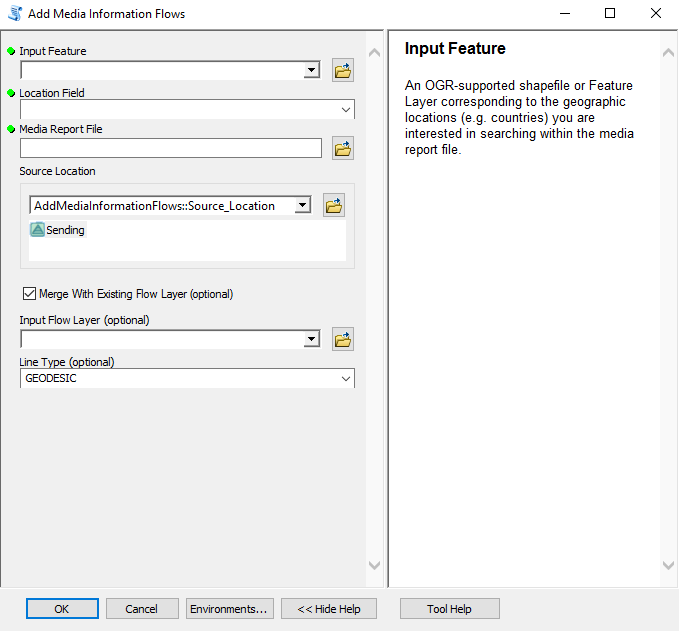 Add Media Information Flows
Input Feature
Location Field
Media Report File
Source Location
AddMediaInformationFlows::Source_Location
Sending
Merge With Existing Flow Layer (optional)
Input Flow Layer (optional)
Line Type (optional)
GEODESIC
Input Feature
An OGR-supported shapefile or Feature
Layer corresponding to the geographic
locations (e.g. countries) you are
interested in searching within the media
report file.
OK
Cancel
Environments...
<< Hide Help
Tool Help